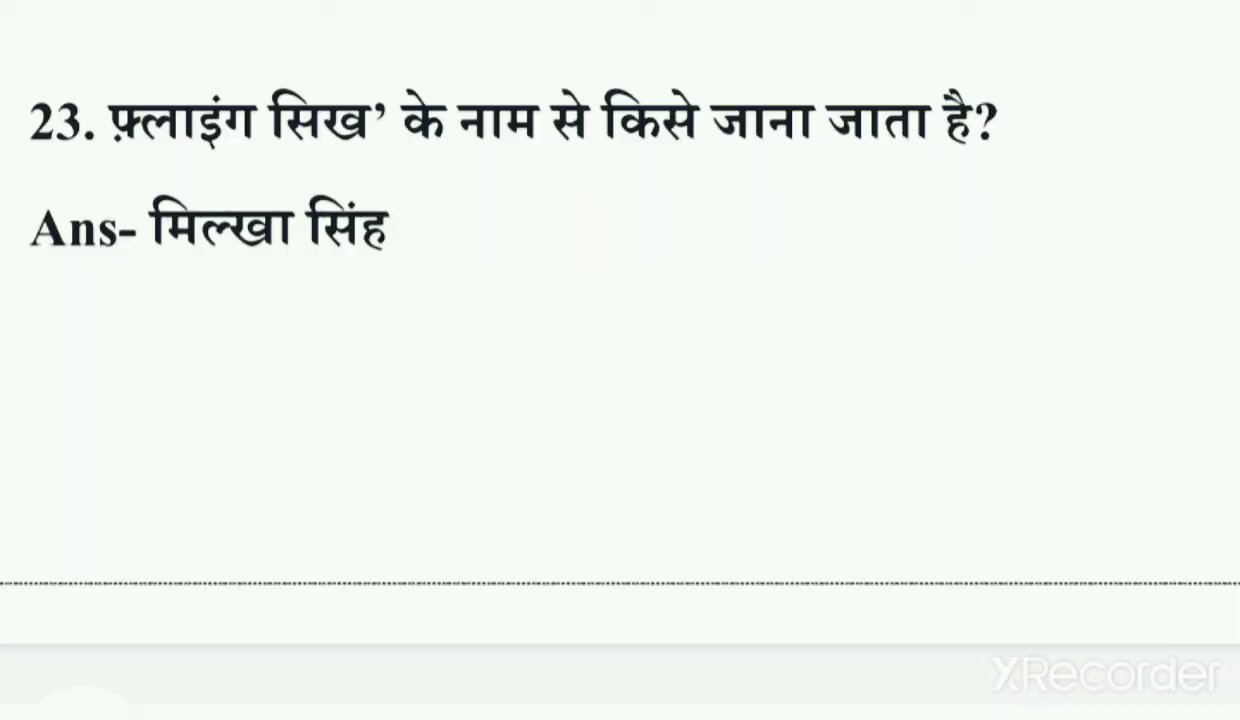 23. फ़्लाइंग सिख’ के नाम से किसे जाना जाता है?
Ans- मिल्खा सिंह
XRecorder